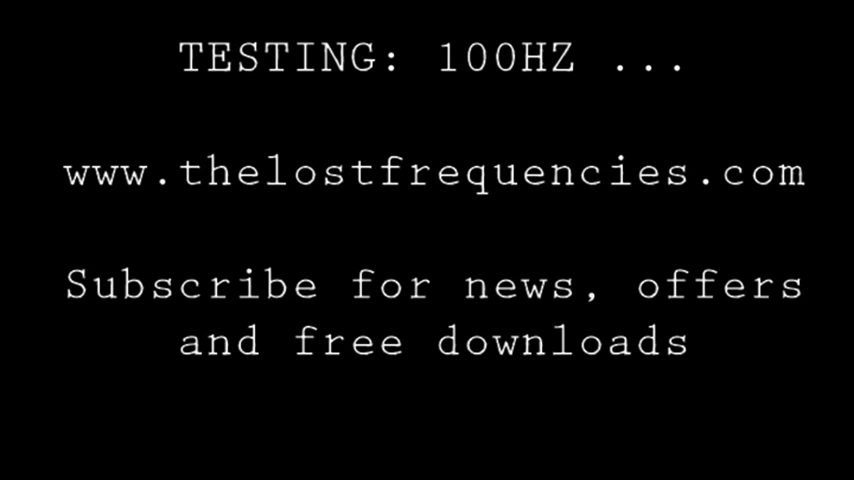 TESTING: 100HZ ...
www.thelostfrequencies.com
Subscribe for news, offers
and free downloads